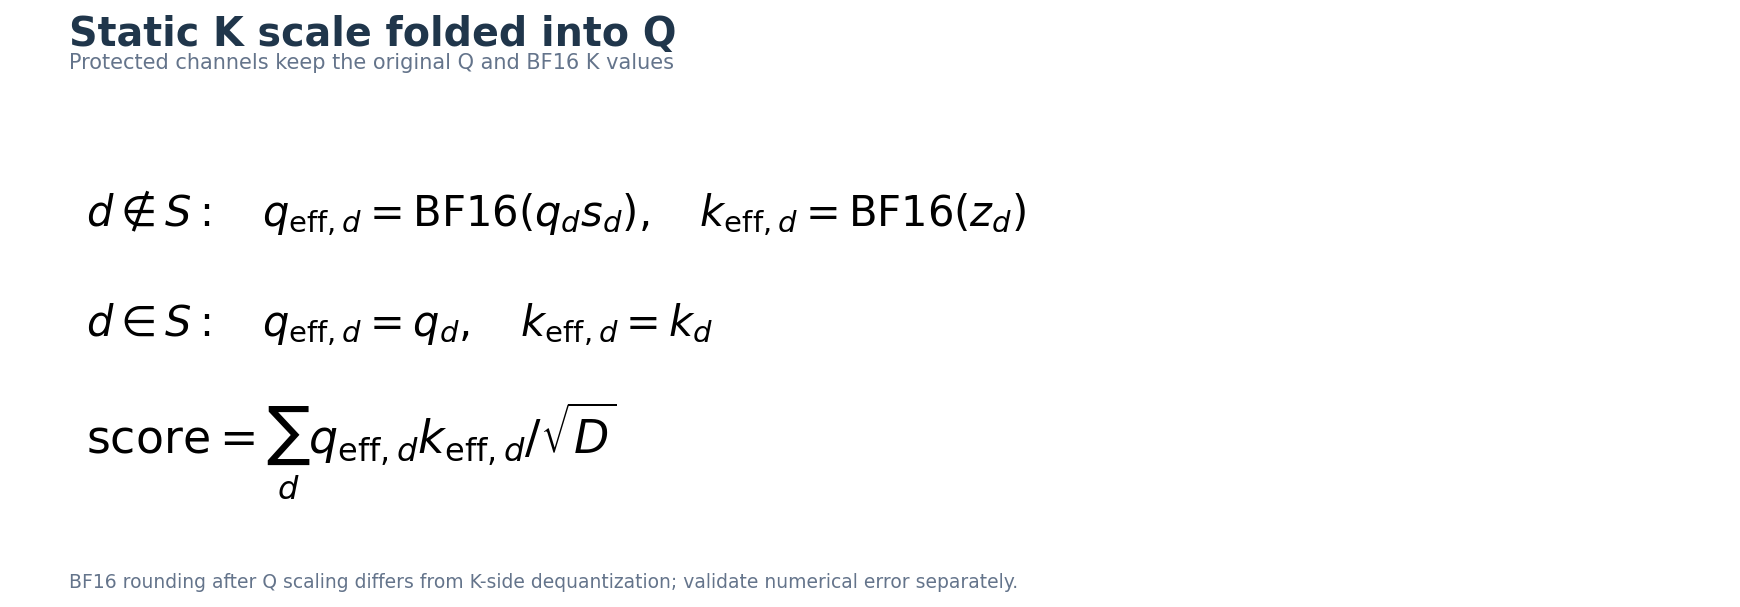 Static K scale folded into Q
Protected channels keep the original Q and BF16 K values
d ∉ S :  q_eff, d = BF16(q_d s_d),  k_eff, d = BF16(z_d)
d ∈ S :  q_eff, d = q_d,  k_eff, d = k_d
score = ∑_d q_eff, d k_eff, d /√D
BF16 rounding after Q scaling differs from K-side dequantization; validate numerical error separately.